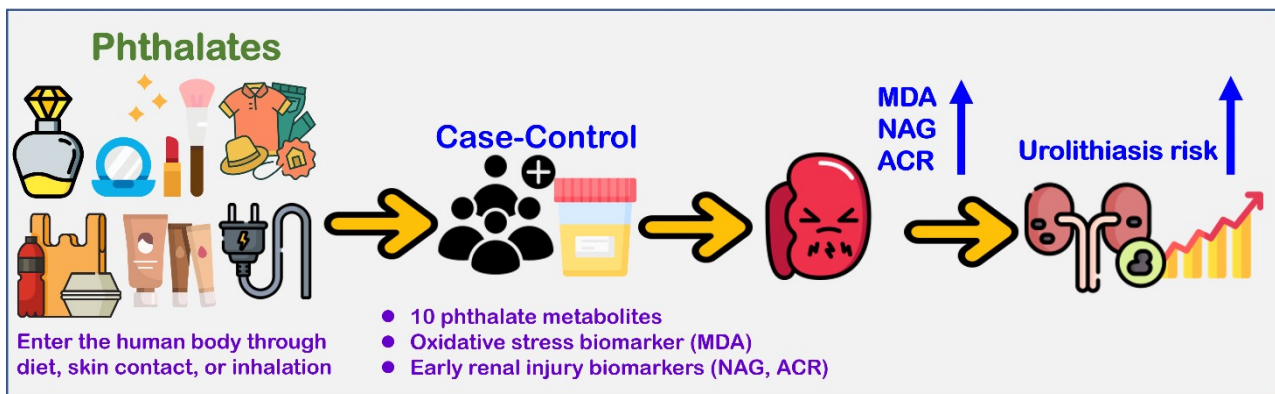 Phthalates
Enter the human body through
diet, skin contact, or inhalation
Case-Control
● 10 phthalate metabolites
● Oxidative stress biomarker (MDA)
● Early renal injury biomarkers (NAG, ACR)
MDA
NAG
ACR
Urolithiasis risk